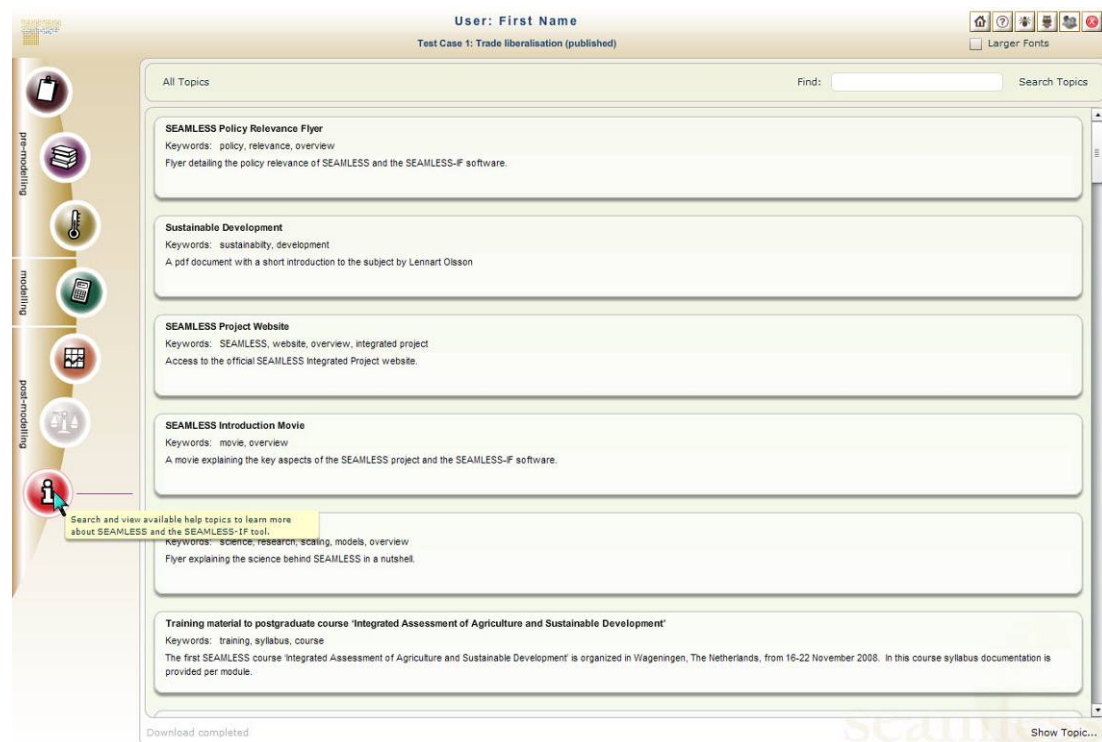 User: First Name
Test Case 1: Trade liberalisation (published)
Larger Fonts
All Topics
Find:
Search Topics
pre-modelling
modelling
post-modelling
SEAMLESS Policy Relevance Flyer
Keywords: policy, relevance, overview
Flyer detailing the policy relevance of SEAMLESS and the SEAMLESS-IF software.
Sustainable Development
Keywords: sustainabilty, development
A pdf document with a short introduction to the subject by Lennart Olsson
SEAMLESS Project Website
Keywords: SEAMLESS, website, overview, integrated project
Access to the official SEAMLESS Integrated Project website.
SEAMLESS Introduction Movie
Keywords: movie, overview
A movie explaining the key aspects of the SEAMLESS project and the SEAMLESS-IF software.
Search and view available help topics to learn more
about SEAMLESS and the SEAMLESS-IF tool.
Keywords: science, research, scaling, models, overview
Flyer explaining the science behind SEAMLESS in a nutshell.
Training material to postgraduate course 'Integrated Assessment of Agriculture and Sustainable Development'
Keywords: training, syllabus, course
The first SEAMLESS course 'Integrated Assessment of Agriculture and Sustainable Development' is organized in Wageningen, The Netherlands, from 16-22 November 2008. In this course syllabus documentation is
provided per module.
seamless
Download completed
Show Topic...